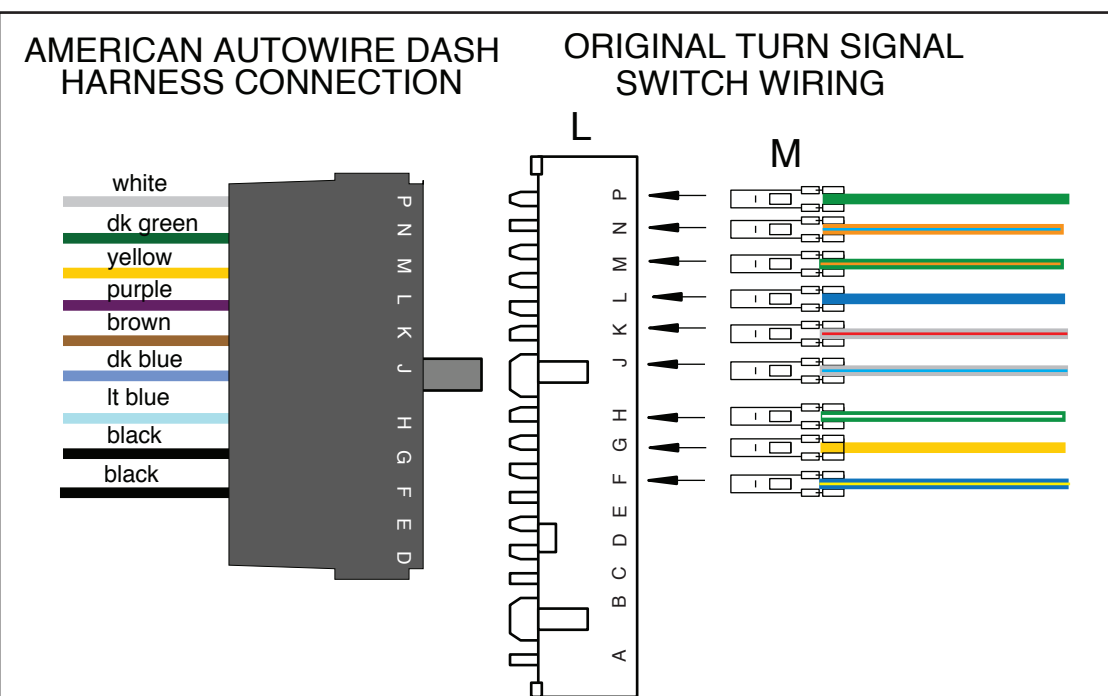 AMERICAN AUTOWIRE DASH
HARNESS CONNECTION
ORIGINAL TURN SIGNAL
SWITCH WIRING
L
M
white
dk green
yellow
purple
brown
dk blue
lt blue
black
black
P
N
M
L
K
J
H
G
F
E
D
P
N
M
L
K
J
H
G
F
E
D
C
B
A